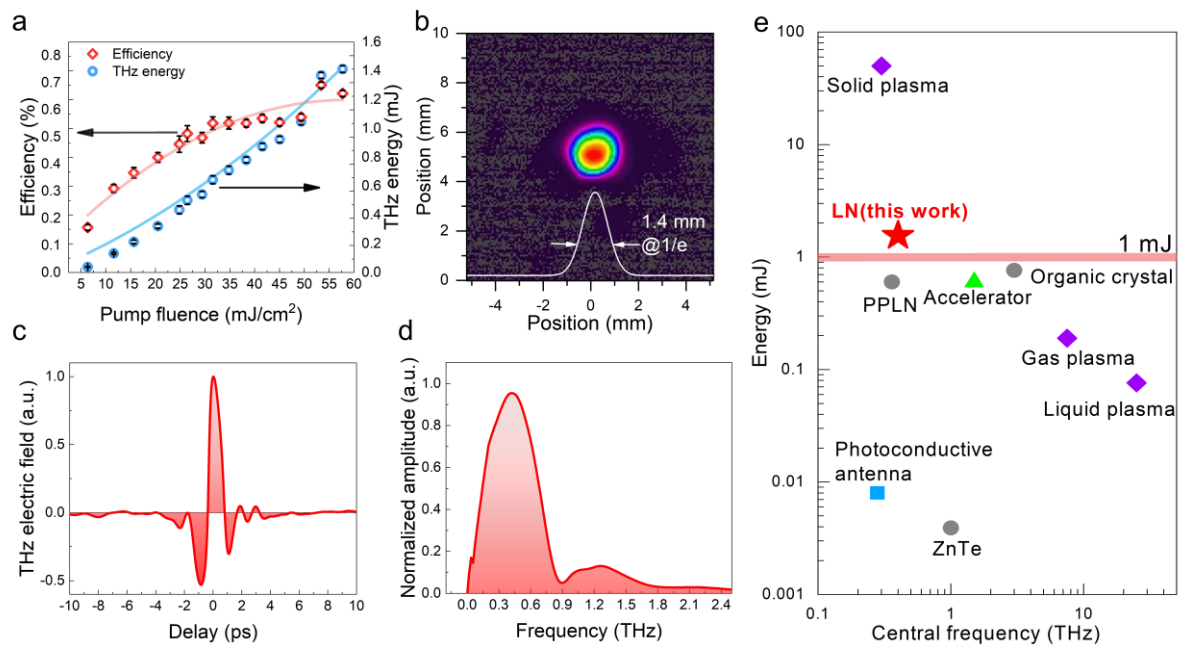 a
Efficiency
THz energy
Efficiency (%)
0.8
0.7
0.6
0.5
0.4
0.3
0.2
0.1
0.0
1.6
1.4
1.2
1.0
0.8
0.6
0.4
0.2
0.0
THz energy (mJ)
5 10 15 20 25 30 35 40 45 50 55 60
Pump fluence (mJ/cm²)
b
Position (mm)
10
8
6
4
2
0
1.4 mm
@1/e
-4 -2 0 2 4
Position (mm)
c
THz electric field (a.u.)
1.0
0.5
0.0
-0.5
-10 -8 -6 -4 -2 0 2 4 6 8 10
Delay (ps)
d
Normalized amplitude (a.u.)
1.0
0.8
0.6
0.4
0.2
0.0
0.0 0.3 0.6 0.9 1.2 1.5 1.8 2.1 2.4
Frequency (THz)
e
Energy (mJ)
100
10
1
0.1
0.01
0.001
Solid plasma
LN(this work)
1 mJ
PPLN
Accelerator
Organic crystal
Gas plasma
Liquid plasma
Photoconductive
antenna
ZnTe
0.1 1 10
Central frequency (THz)